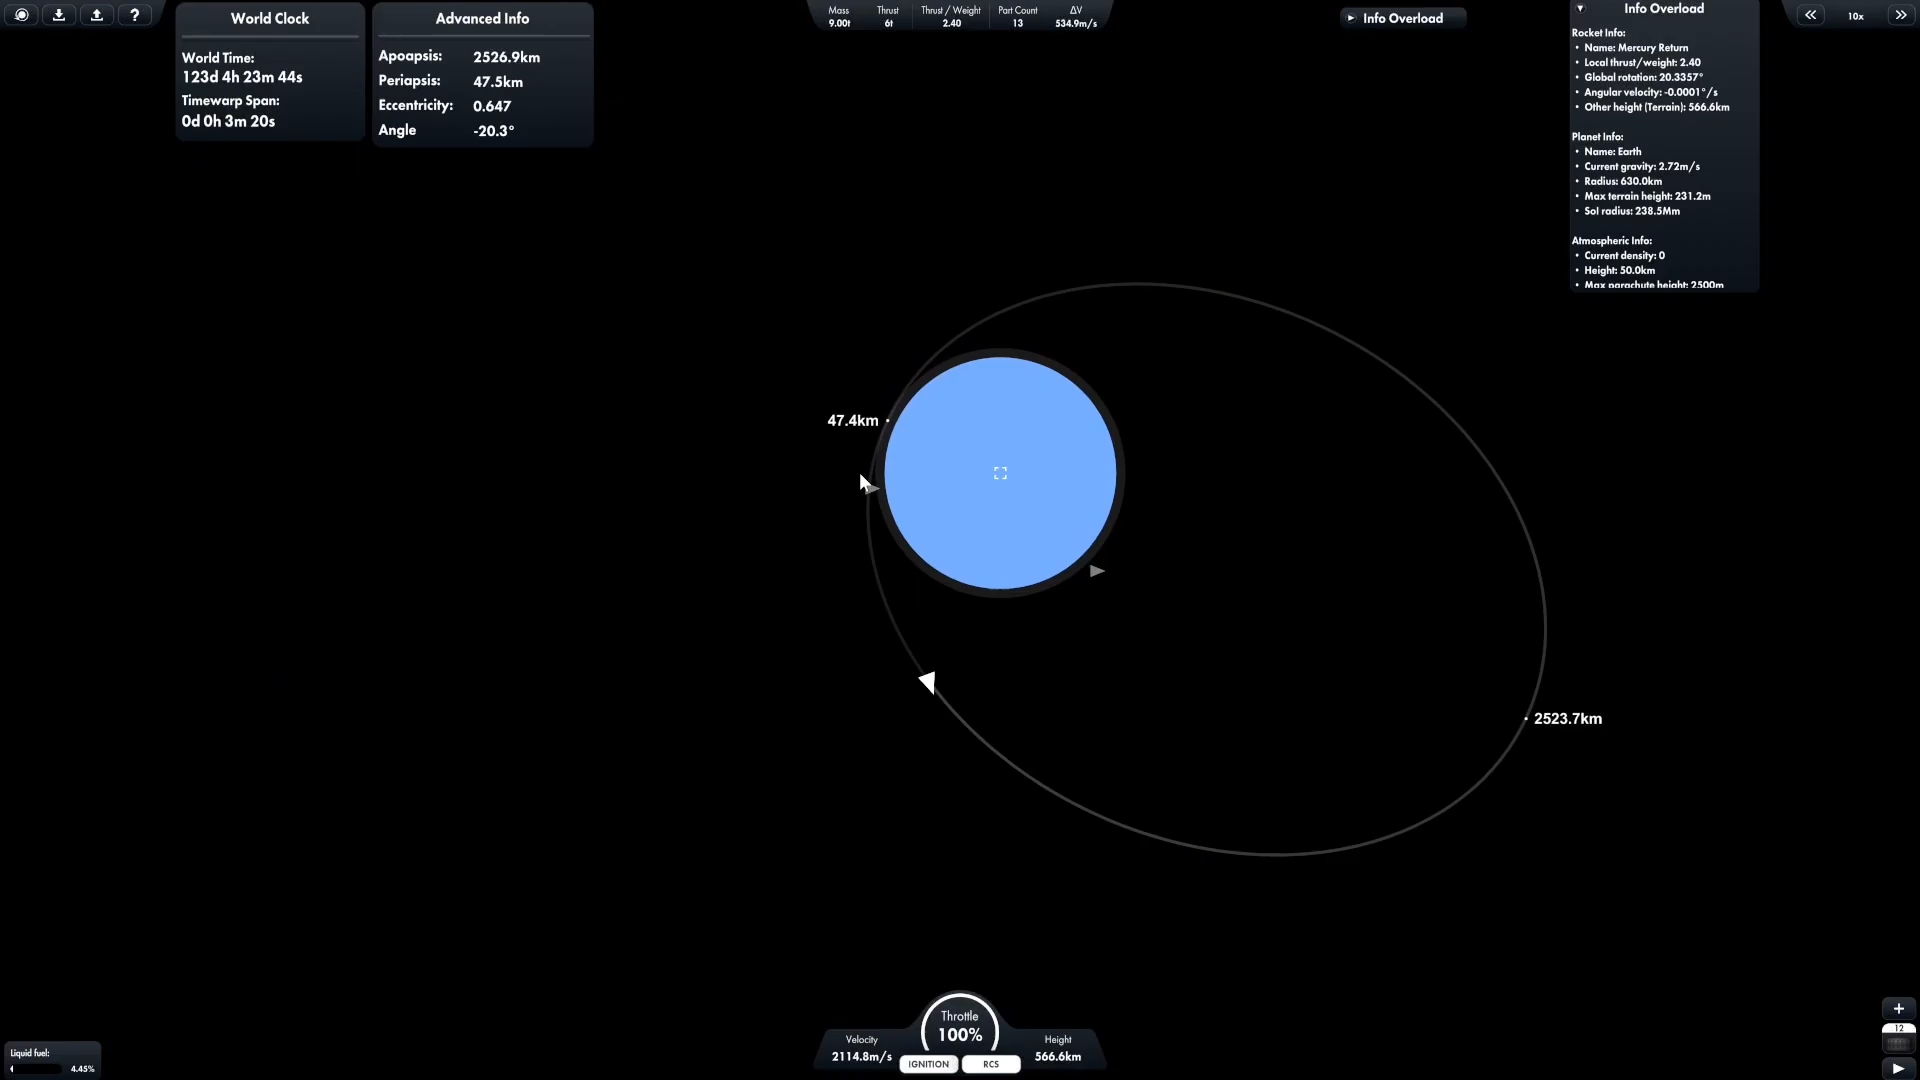 ?
World Clock
World Time:
123d 4h 23m 44s
Timewarp Span:
0d 0h 3m 20s
Advanced Info
Apoapsis: 2526.9km
Periapsis: 47.5km
Eccentricity: 0.647
Angle -20.3°
Mass Thrust Thrust / Weight Part Count ΔV
9.00t 6t 2.40 13 534.9m/s
Info Overload
Info Overload
Rocket Info:
• Name: Mercury Return
• Local thrust/weight: 2.40
• Global rotation: 20.3357°
• Angular velocity: -0.0001°/s
• Other height (Terrain): 566.6km
Planet Info:
• Name: Earth
• Current gravity: 2.72m/s
• Radius: 630.0km
• Max terrain height: 231.2m
• SoI radius: 238.5Mm
Atmospheric Info:
• Current density: 0
• Height: 50.0km
• Max parachute height: 2500m
10x
47.4km
2523.7km
Throttle
100%
Velocity
2114.8m/s
Height
566.6km
IGNITION RCS
Liquid fuel:
4.45%
+
12